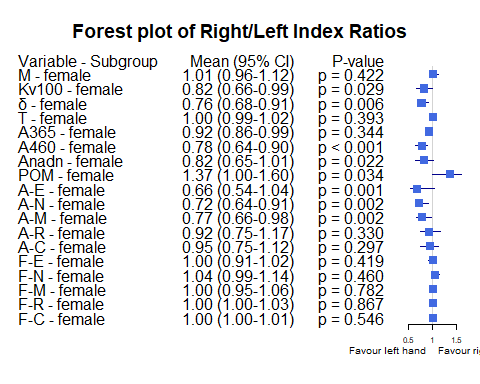 Forest plot of Right/Left Index Ratios
Variable - Subgroup Mean (95% CI) P-value
M - female 1.01 (0.96-1.12) p = 0.422
Kv100 - female 0.82 (0.66-0.99) p = 0.029
δ - female 0.76 (0.68-0.91) p = 0.006
T - female 1.00 (0.99-1.02) p = 0.393
A365 - female 0.92 (0.86-0.99) p = 0.344
A460 - female 0.78 (0.64-0.90) p < 0.001
Anadn - female 0.82 (0.65-1.01) p = 0.022
POM - female 1.37 (1.00-1.60) p = 0.034
A-E - female 0.66 (0.54-1.04) p = 0.001
A-N - female 0.72 (0.64-0.91) p = 0.002
A-M - female 0.77 (0.66-0.98) p = 0.002
A-R - female 0.92 (0.75-1.17) p = 0.330
A-C - female 0.95 (0.75-1.12) p = 0.297
F-E - female 1.00 (0.91-1.02) p = 0.419
F-N - female 1.04 (0.99-1.14) p = 0.460
F-M - female 1.00 (0.95-1.06) p = 0.782
F-R - female 1.00 (1.00-1.03) p = 0.867
F-C - female 1.00 (1.00-1.01) p = 0.546
0.5 1 1.5
Favour left hand Favour ri